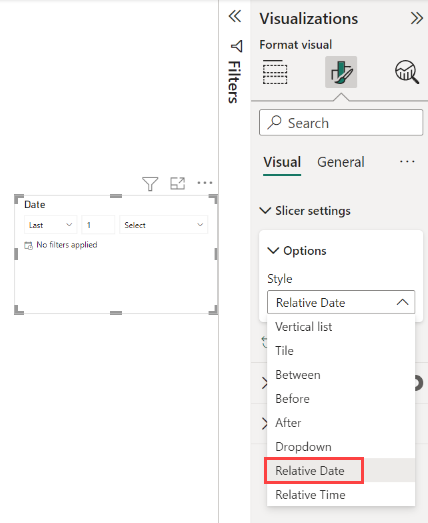 Visualizations
Format visual
Filters
Search
Visual
General
Slicer settings
Options
Style
Relative Date
Vertical list
Tile
Between
Before
After
Dropdown
Relative Date
Relative Time
Date
Last
1
Select
No filters applied